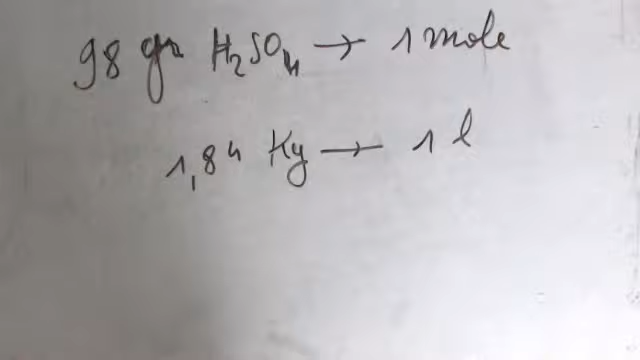 98 gr H₂SO₄ → 1 mole
1,84 Kg → 1 l